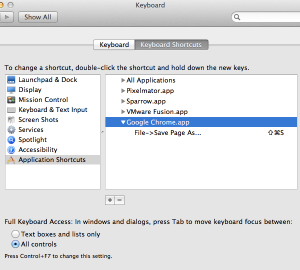 Keyboard
Show All
Keyboard Keyboard Shortcuts
To change a shortcut, double-click the shortcut and hold down the new keys.
Launchpad & Dock
Display
Mission Control
Keyboard & Text Input
Screen Shots
Services
Spotlight
Accessibility
Application Shortcuts
All Applications
Pixelmator.app
Sparrow.app
VMware Fusion.app
Google Chrome.app
File->Save Page As... ⇧⌘S
+ −
Full Keyboard Access: In windows and dialogs, press Tab to move keyboard focus between:
Text boxes and lists only
All controls
Press Control+F7 to change this setting.